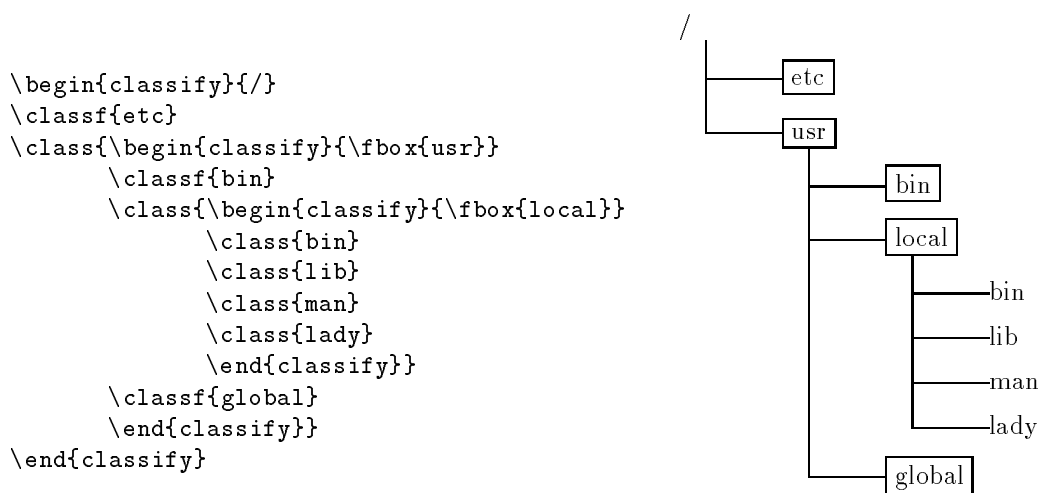 \begin{classify}{/}
\classf{etc}
\class{\begin{classify}{\fbox{usr}}
\classf{bin}
\class{\begin{classify}{\fbox{local}}
\class{bin}
\class{lib}
\class{man}
\class{lady}
\end{classify}}
\classf{global}
\end{classify}}
\end{classify}
/
etc
usr
bin
local
bin
lib
man
lady
global